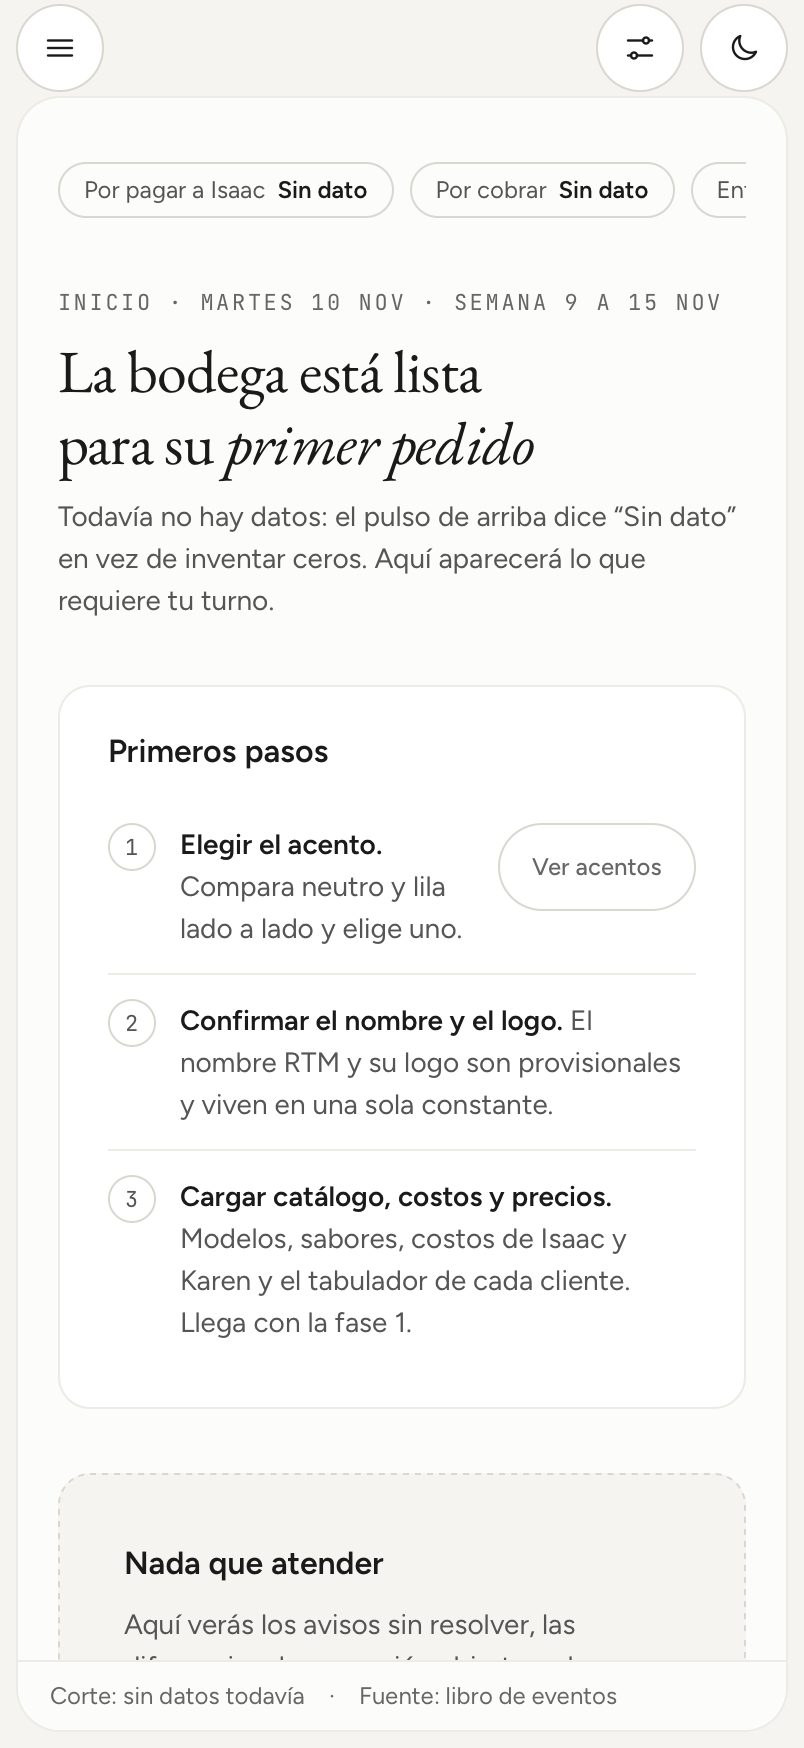 Por pagar a Isaac Sin dato
Por cobrar Sin dato
INICIO · MARTES 10 NOV · SEMANA 9 A 15 NOV
La bodega está lista
para su primer pedido
Todavía no hay datos: el pulso de arriba dice “Sin dato”
en vez de inventar ceros. Aquí aparecerá lo que
requiere tu turno.
Primeros pasos
1
Elegir el acento.
Compara neutro y lila
lado a lado y elige uno.
Ver acentos
2
Confirmar el nombre y el logo. El
nombre RTM y su logo son provisionales
y viven en una sola constante.
3
Cargar catálogo, costos y precios.
Modelos, sabores, costos de Isaac y
Karen y el tabulador de cada cliente.
Llega con la fase 1.
Nada que atender
Aquí verás los avisos sin resolver, las
Corte: sin datos todavía · Fuente: libro de eventos